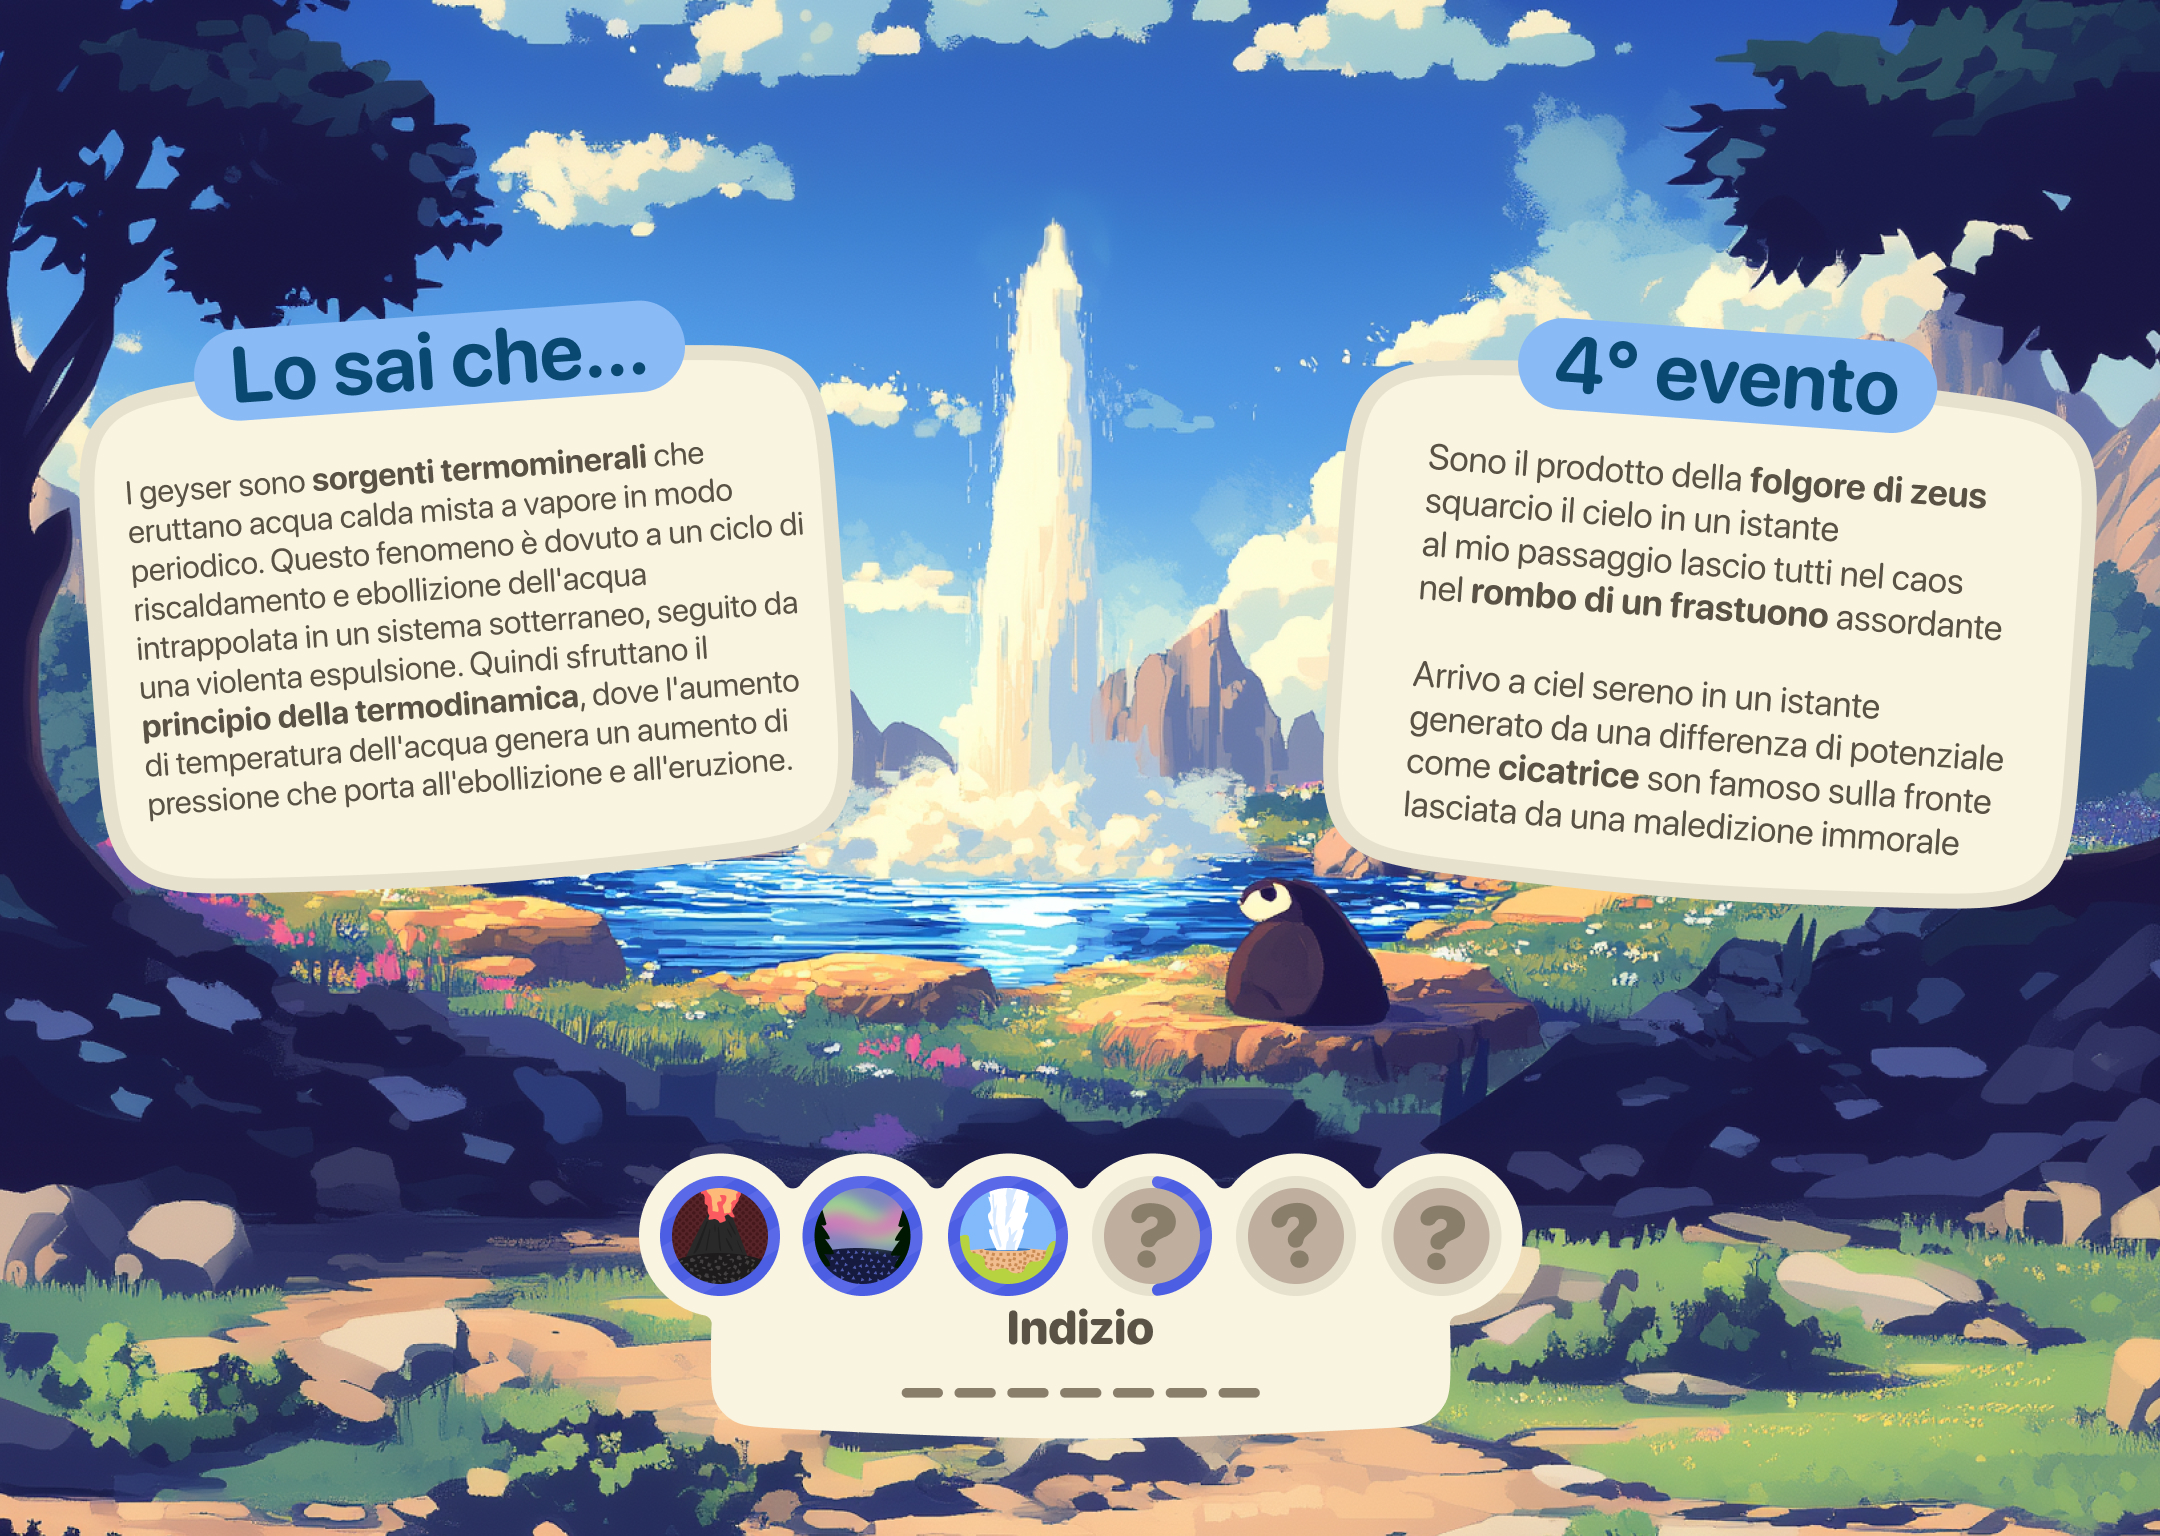 Lo sai che...
I geyser sono sorgenti termominerali che
eruttano acqua calda mista a vapore in modo
periodico. Questo fenomeno è dovuto a un ciclo di
riscaldamento e ebollizione dell'acqua
intrappolata in un sistema sotterraneo, seguito da
una violenta espulsione. Quindi sfruttano il
principio della termodinamica, dove l'aumento
di temperatura dell'acqua genera un aumento di
pressione che porta all'ebollizione e all'eruzione.
4° evento
Sono il prodotto della folgore di zeus
squarcio il cielo in un istante
al mio passaggio lascio tutti nel caos
nel rombo di un frastuono assordante
Arrivo a ciel sereno in un istante
generato da una differenza di potenziale
come cicatrice son famoso sulla fronte
lasciata da una maledizione immorale
? ? ?
Indizio
_ _ _ _ _ _ _